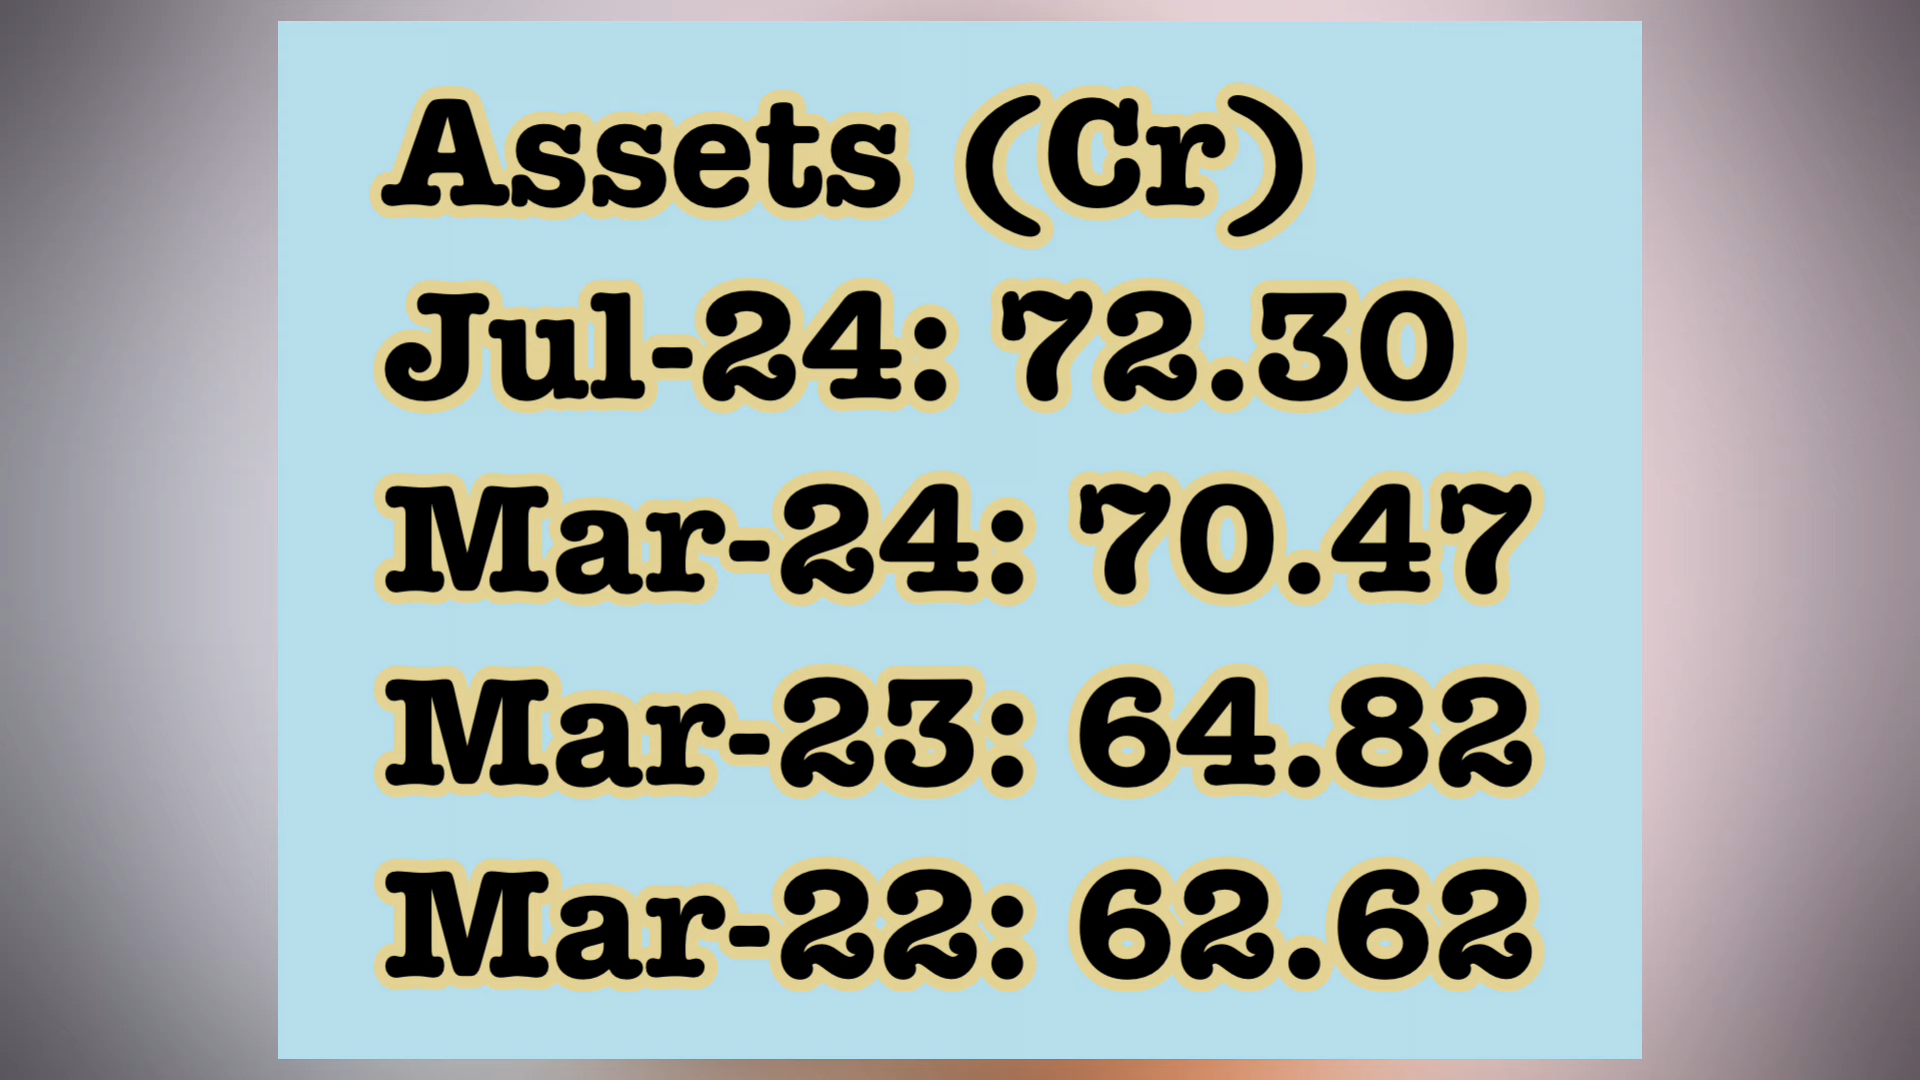 Assets (Cr)
Jul-24: 72.30
Mar-24: 70.47
Mar-23: 64.82
Mar-22: 62.62